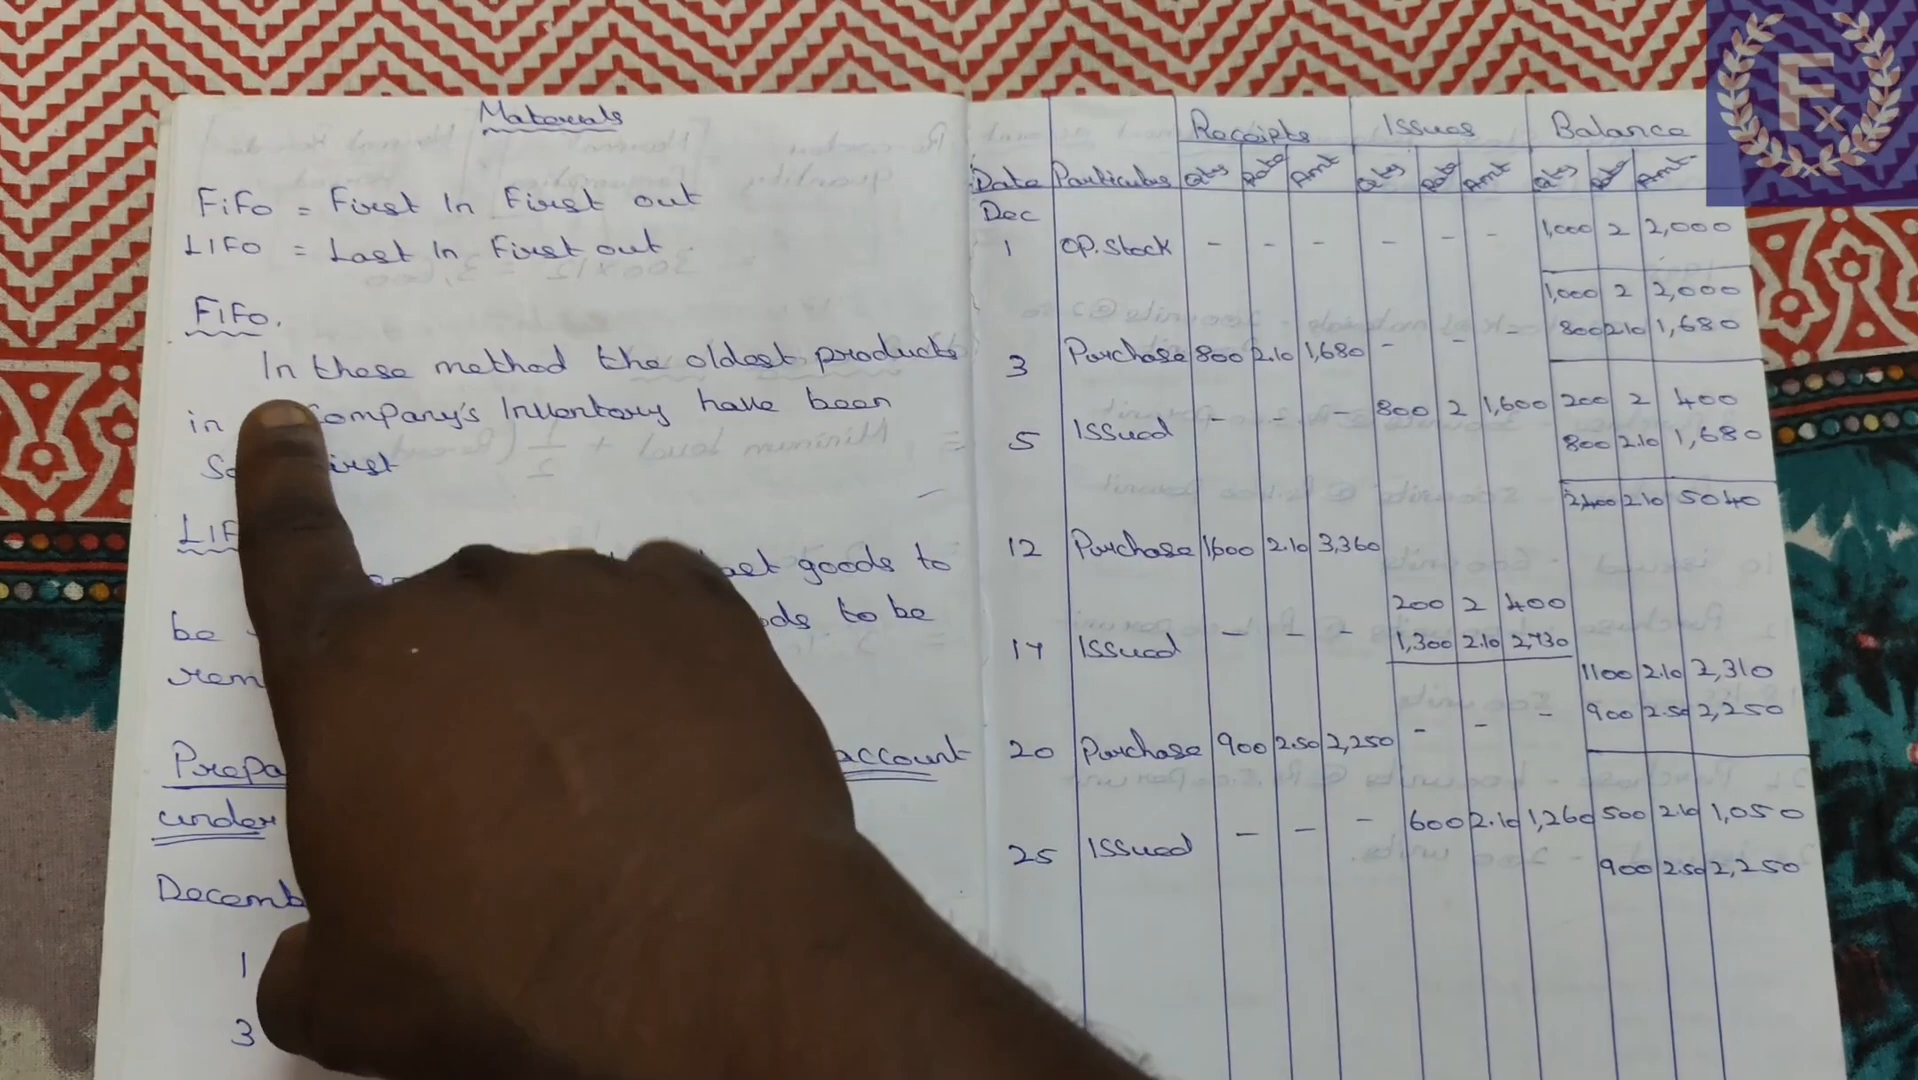 Materials
FIFO = First In First out
LIFO = Last In First out
FIFO.
In these method the oldest products
in company's Inventory have been
first
LIF
goods to
be to be
account
under
Decemb
1
3
Receipts Issues Balance
Date Particulars Qty Rate Amt Qty Rate Amt Qty Rate Amt
Dec
1 OP. Stock - - - - - - 1,000 2 2,000
1,000 2 2,000
3 Purchase 800 2.10 1,680 - - = 800 2.10 1,680
5 Issued - - - 800 2 1,600 200 2 400
800 2.10 1,680
2,400 2.10 5040
12 Purchase 1600 2.10 3,360
200 2 400
17 Issued - - - 1,300 2.10 2,730
1100 2.10 2,310
20 Purchase 900 2.50 2,250 - - - 900 2.50 2,250
25 Issued - - - 600 2.10 1,260 500 2.10 1,050
900 2.50 2,250
Fx